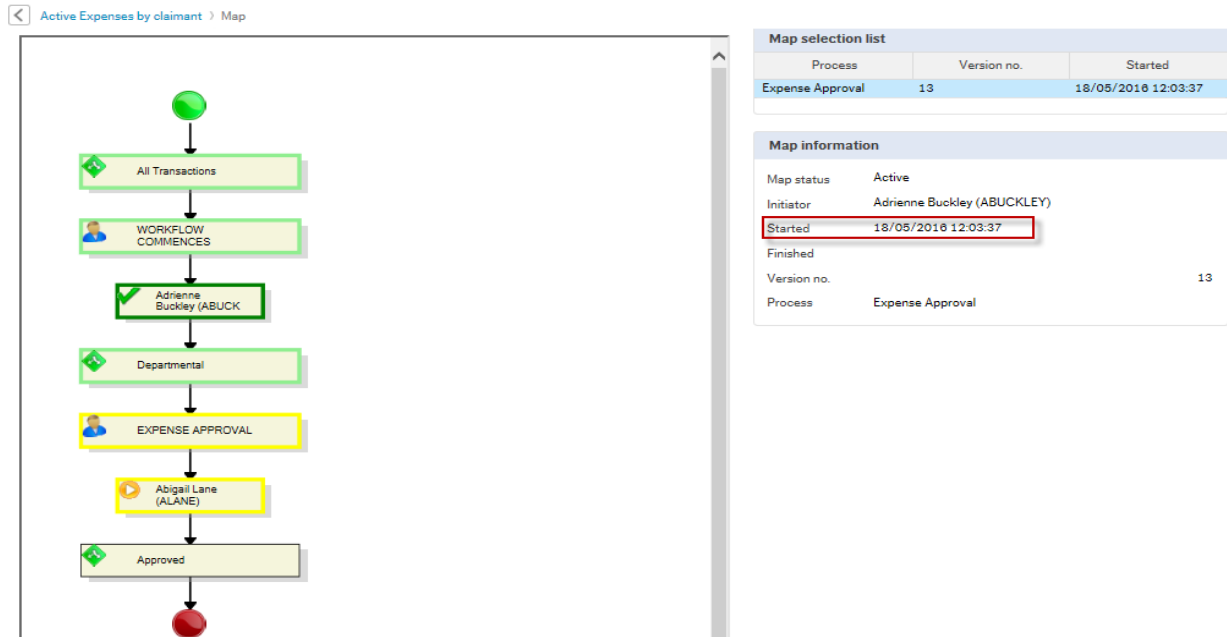 Active Expenses by claimant > Map
All Transactions
WORKFLOW
COMMENCES
Adrienne
Buckley (ABUCK
Departmental
EXPENSE APPROVAL
Abigail Lane
(ALANE)
Approved
Map selection list
Process Version no. Started
Expense Approval 13 18/05/2016 12:03:37
Map information
Map status Active
Initiator Adrienne Buckley (ABUCKLEY)
Started 18/05/2016 12:03:37
Finished
Version no. 13
Process Expense Approval